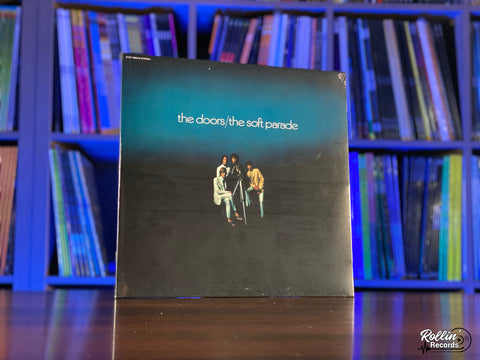 the doors/the soft parade
Rollin'
Records